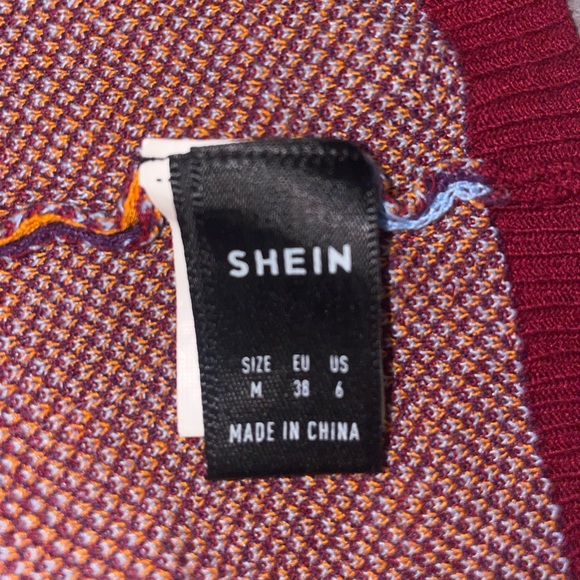 SHEIN
SIZE EU US
M 38 6
MADE IN CHINA